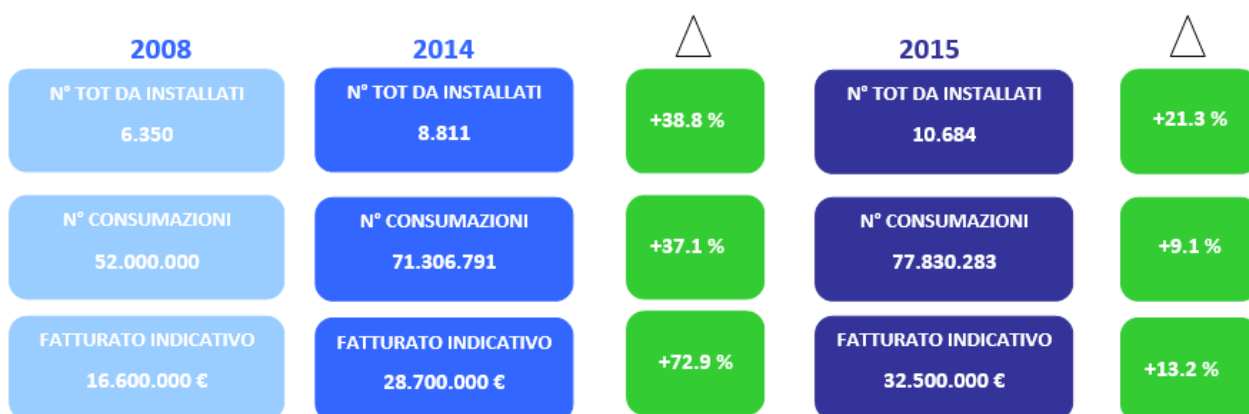 2008
2014
2015
N° TOT DA INSTALLATI
6.350
N° TOT DA INSTALLATI
8.811
+38.8 %
N° TOT DA INSTALLATI
10.684
+21.3 %
N° CONSUMAZIONI
52.000.000
N° CONSUMAZIONI
71.306.791
+37.1 %
N° CONSUMAZIONI
77.830.283
+9.1 %
FATTURATO INDICATIVO
16.600.000 €
FATTURATO INDICATIVO
28.700.000 €
+72.9 %
FATTURATO INDICATIVO
32.500.000 €
+13.2 %